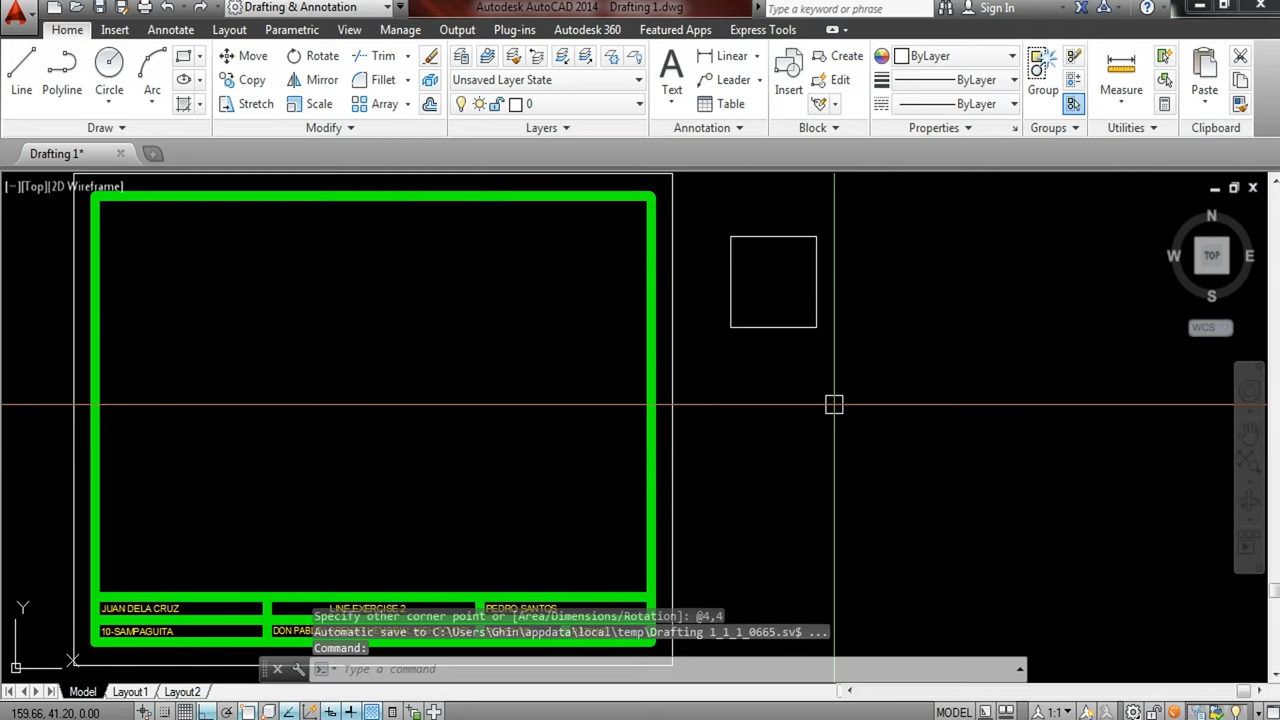 Drafting & Annotation
Autodesk AutoCAD 2014 Drafting 1.dwg
Type a keyword or phrase
Sign In
Home Insert Annotate Layout Parametric View Manage Output Plug-ins Autodesk 360 Featured Apps Express Tools
Line
Polyline
Circle
Arc
Move
Rotate
Trim
Copy
Mirror
Fillet
Stretch
Scale
Array
Unsaved Layer State
0
Text
Linear
Leader
Table
Insert
Create
Edit
ByLayer
ByLayer
ByLayer
Group
Measure
Paste
Draw
Modify
Layers
Annotation
Block
Properties
Groups
Utilities
Clipboard
Drafting 1*
[−][Top][2D Wireframe]
N
W
TOP
E
S
WCS
Y
X
JUAN DELA CRUZ
LINE EXERCISE 2
PEDRO SANTOS
10-SAMPAGUITA
Specify other corner point or [Area/Dimensions/Rotation]: @4,4
Automatic save to C:\Users\Ghin\appdata\local\temp\Drafting 1_1_1_0665.sv$ ...
Command:
Type a command
Model
Layout1
Layout2
159.66, 41.20, 0.00
MODEL
1:1